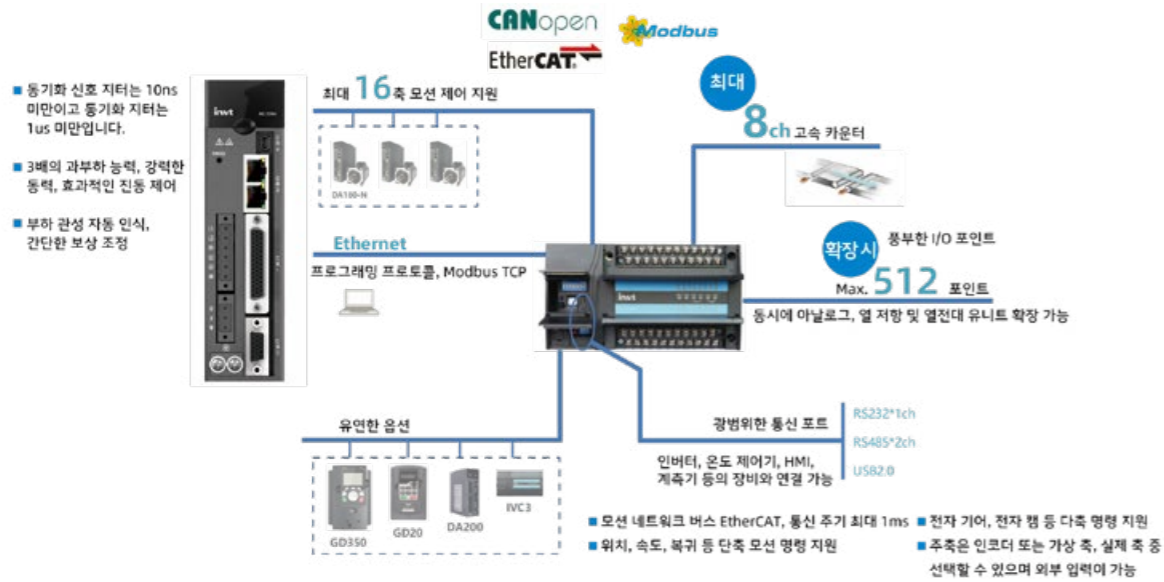 CANopen
Modbus
EtherCAT
■ 동기화 신호 지터는 10ns
미만이고 동기화 지터는
1us 미만입니다.
■ 3배의 과부하 능력, 강력한
동력, 효과적인 진동 제어
■ 부하 관성 자동 인식,
간단한 보상 조정
invt
최대 16축 모션 제어 지원
DA180-N
Ethernet
프로그래밍 프로토콜, Modbus TCP
최대
8ch 고속 카운터
invt
확장시
풍부한 I/O 포인트
Max. 512 포인트
동시에 아날로그, 열 저항 및 열전대 유니트 확장 가능
유연한 옵션
GD350
GD20
DA200
IVC3
광범위한 통신 포트
인버터, 온도 제어기, HMI,
계측기 등의 장비와 연결 가능
RS232*1ch
RS485*2ch
USB2.0
■ 모션 네트워크 버스 EtherCAT, 통신 주기 최대 1ms
■ 위치, 속도, 복귀 등 단축 모션 명령 지원
■ 전자 기어, 전자 캠 등 다축 명령 지원
■ 주축은 인코더 또는 가상 축, 실제 축 중
선택할 수 있으며 외부 입력이 가능